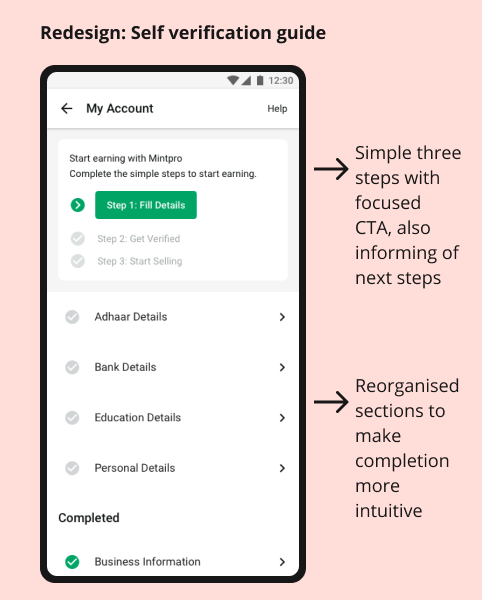 Redesign: Self verification guide
12:30
My Account
Help
Start earning with Mintpro
Complete the simple steps to start earning.
Step 1: Fill Details
Step 2: Get Verified
Step 3: Start Selling
Adhaar Details
Bank Details
Education Details
Personal Details
Completed
Business Information
Simple three
steps with
focused
CTA, also
informing of
next steps
Reorganised
sections to
make
completion
more
intuitive